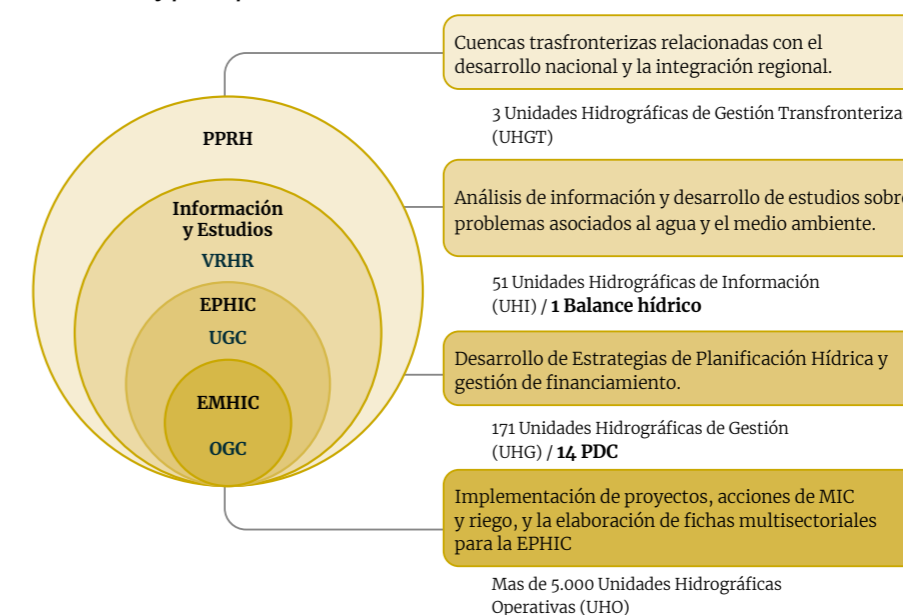 Cuencas trasfronterizas relacionadas con el
desarrollo nacional y la integración regional.
3 Unidades Hidrográficas de Gestión Transfronteriza
(UHGT)
PPRH
Información
y Estudios
VRHR
Análisis de información y desarrollo de estudios sobre
problemas asociados al agua y el medio ambiente.
51 Unidades Hidrográficas de Información
(UHI) / 1 Balance hídrico
EPHIC
UGC
Desarrollo de Estrategias de Planificación Hídrica y
gestión de financiamiento.
171 Unidades Hidrográficas de Gestión
(UHG) / 14 PDC
EMHIC
OGC
Implementación de proyectos, acciones de MIC
y riego, y la elaboración de fichas multisectoriales
para la EPHIC
Mas de 5.000 Unidades Hidrográficas
Operativas (UHO)